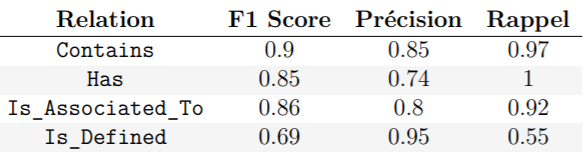 Relation F1 Score Précision Rappel
Contains 0.9 0.85 0.97
Has 0.85 0.74 1
Is_Associated_To 0.86 0.8 0.92
Is_Defined 0.69 0.95 0.55